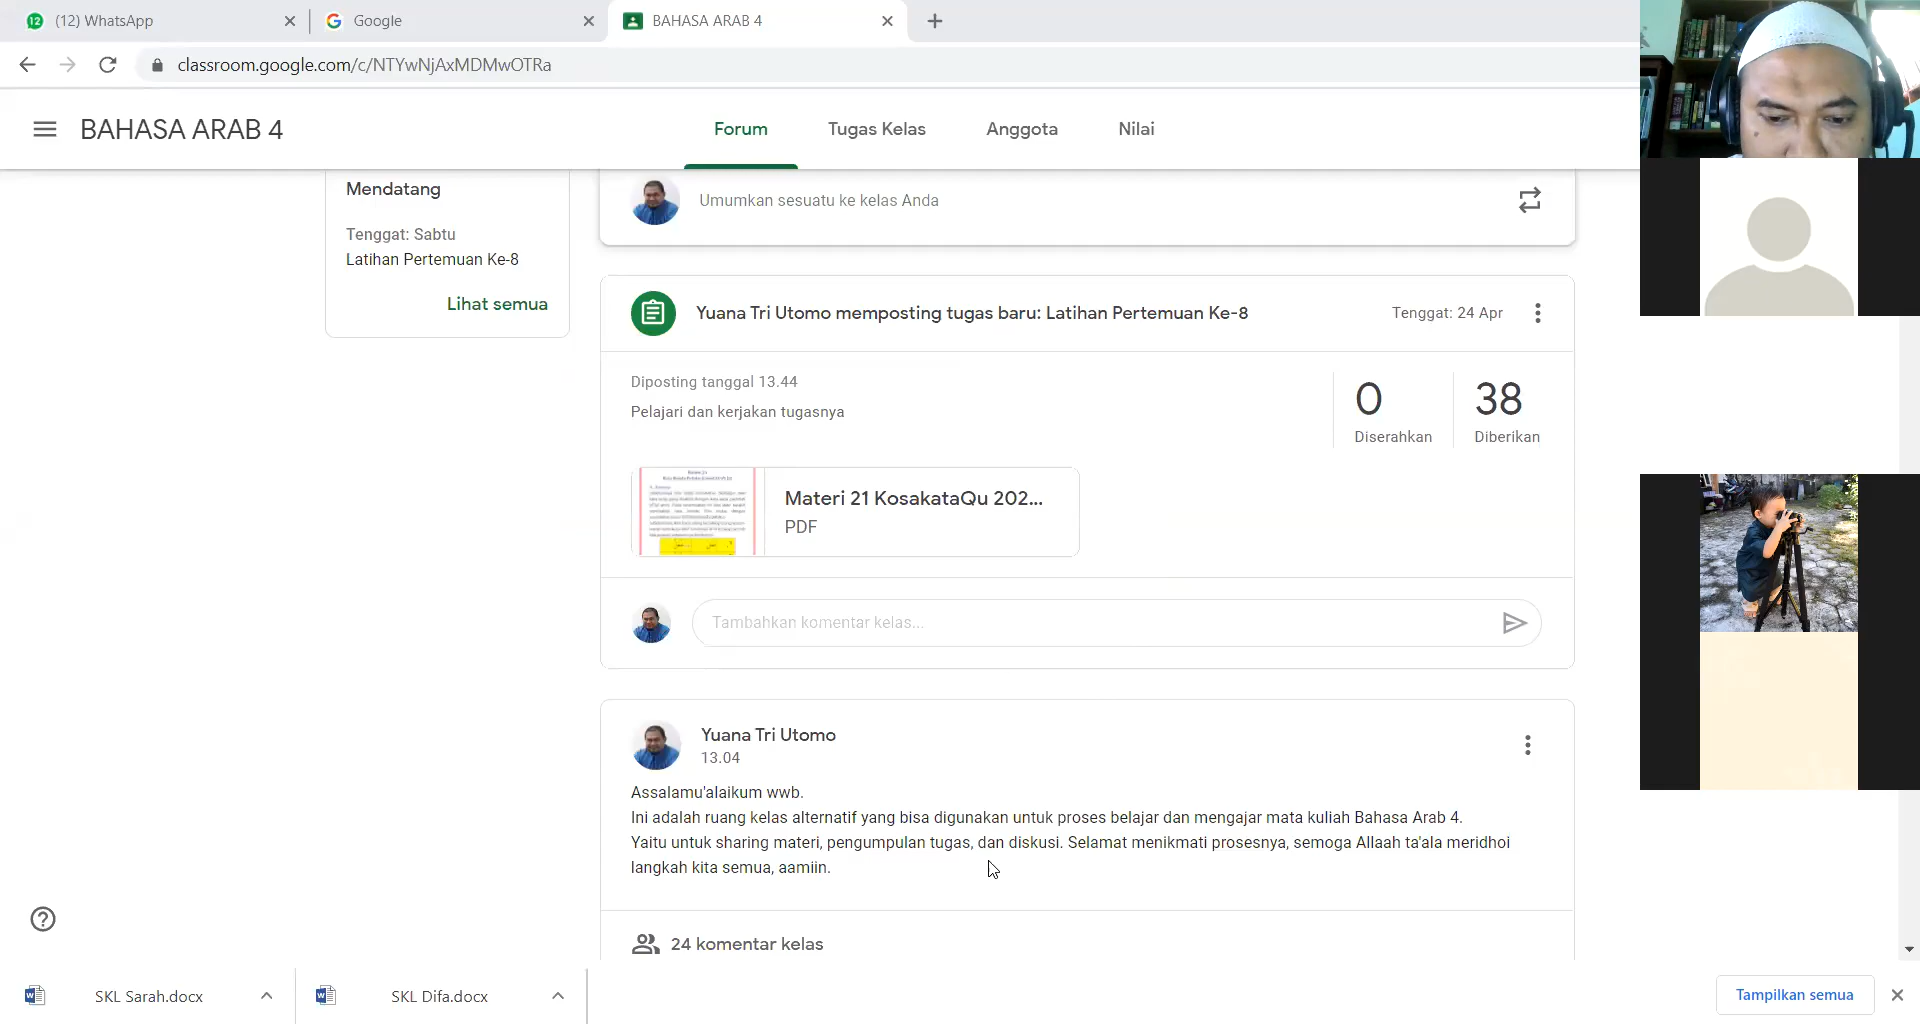 (12) WhatsApp
Google
BAHASA ARAB 4
classroom.google.com/c/NTYwNjAxMDMwOTRa
BAHASA ARAB 4
Forum
Tugas Kelas
Anggota
Nilai
Mendatang
Tenggat: Sabtu
Latihan Pertemuan Ke-8
Lihat semua
Umumkan sesuatu ke kelas Anda
Yuana Tri Utomo memposting tugas baru: Latihan Pertemuan Ke-8
Tenggat: 24 Apr
Diposting tanggal 13.44
Pelajari dan kerjakan tugasnya
0
Diserahkan
38
Diberikan
Materi 21 KosakataQu 202...
PDF
Tambahkan komentar kelas...
Yuana Tri Utomo
13.04
Assalamu'alaikum wwb.
Ini adalah ruang kelas alternatif yang bisa digunakan untuk proses belajar dan mengajar mata kuliah Bahasa Arab 4.
Yaitu untuk sharing materi, pengumpulan tugas, dan diskusi. Selamat menikmati prosesnya, semoga Allaah ta'ala meridhoi
langkah kita semua, aamiin.
24 komentar kelas
SKL Sarah.docx
SKL Difa.docx
Tampilkan semua